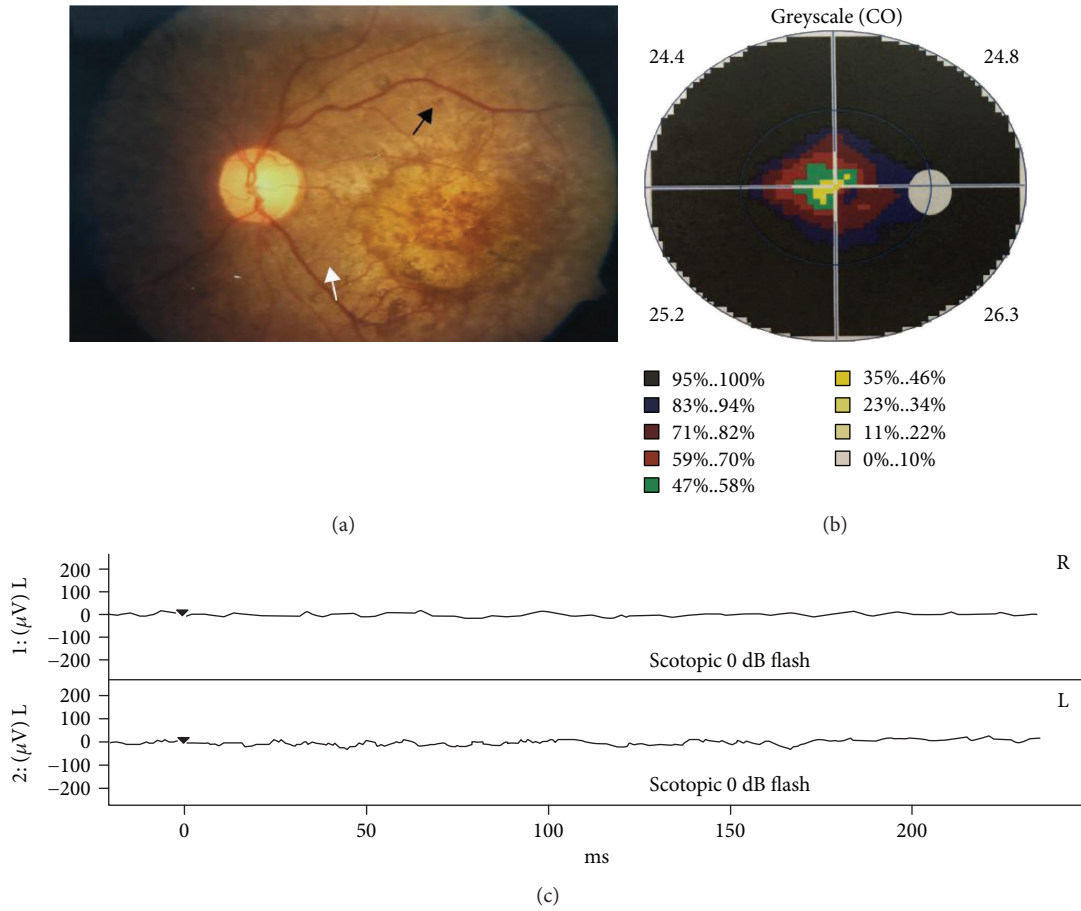 Greyscale (CO)
24.4
24.8
25.2
26.3
95%..100%
83%..94%
71%..82%
59%..70%
47%..58%
35%..46%
23%..34%
11%..22%
0%..10%
(a)
(b)
1: (μV) L
200
100
0
−100
−200
R
Scotopic 0 dB flash
2: (μV) L
200
100
0
−100
−200
L
Scotopic 0 dB flash
0
50
100
150
200
ms
(c)